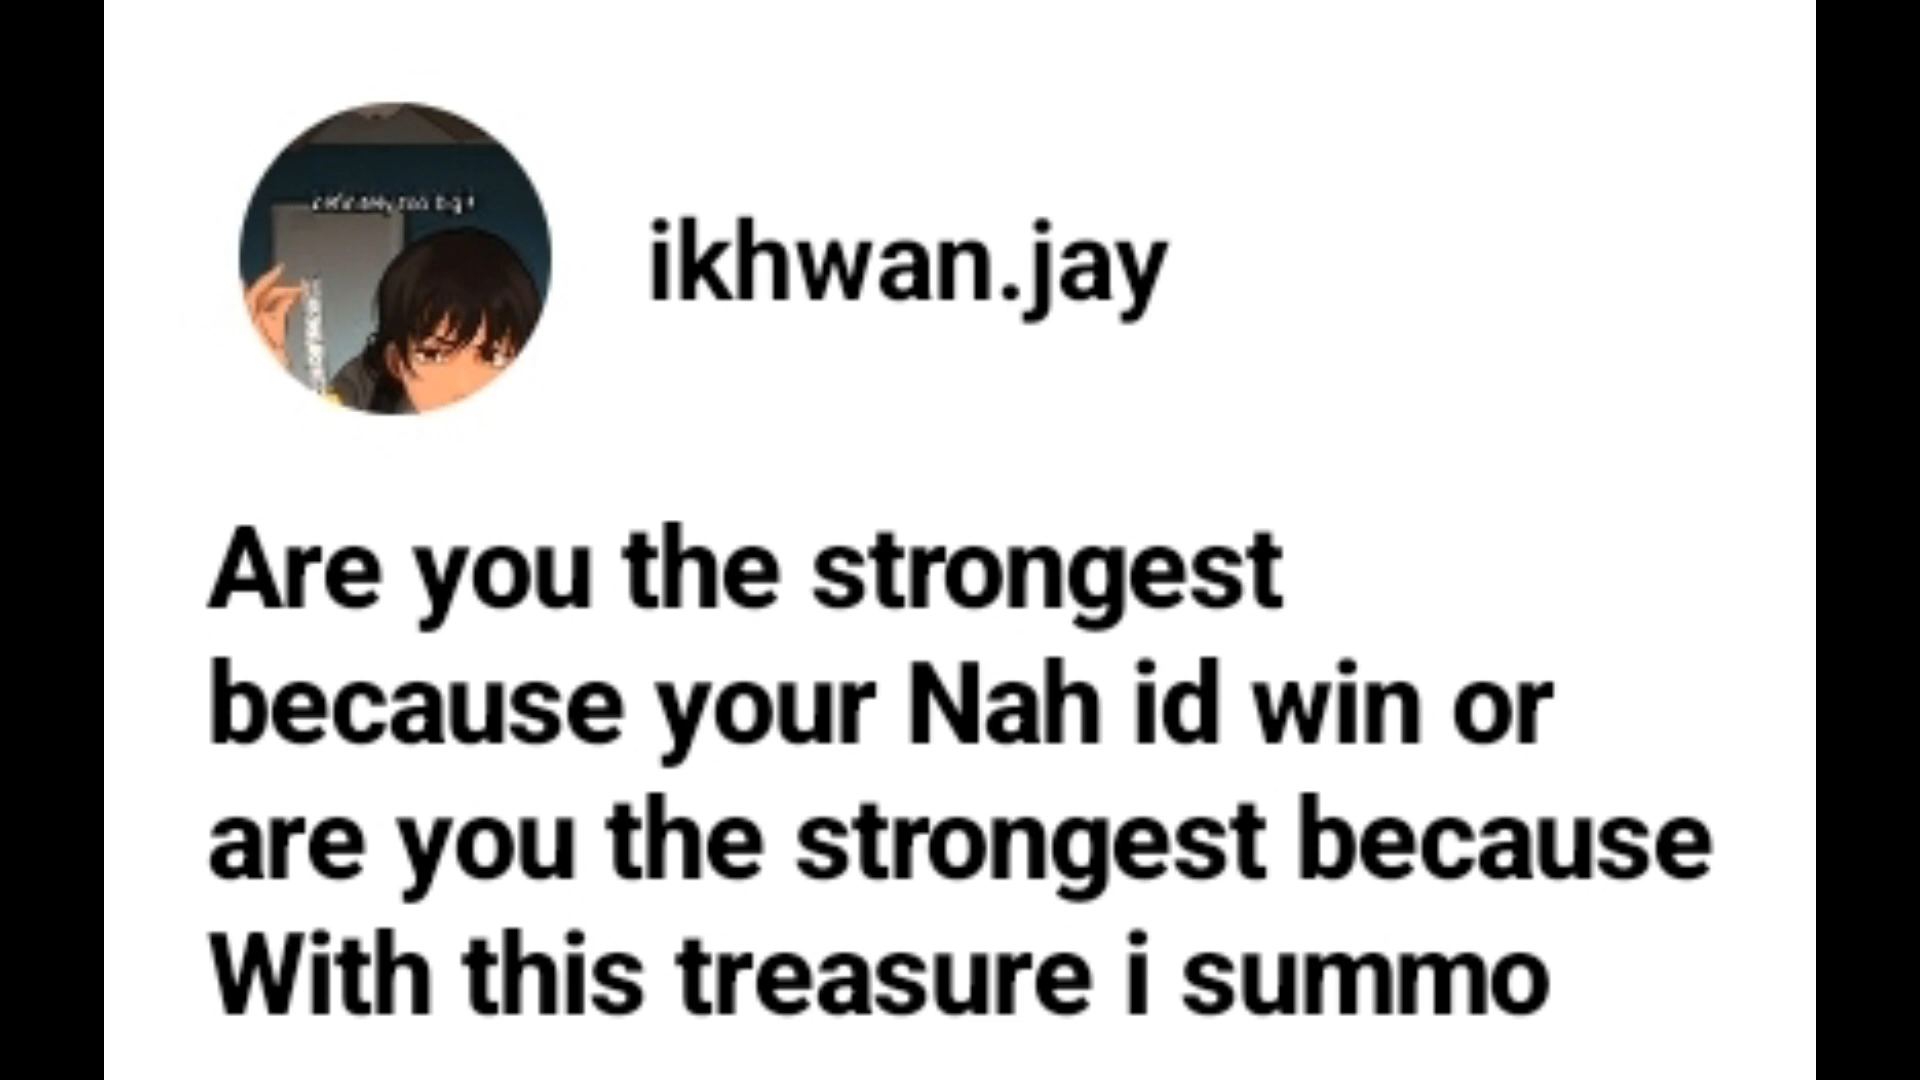 ikhwan.jay
Are you the strongest
because your Nah id win or
are you the strongest because
With this treasure i summo